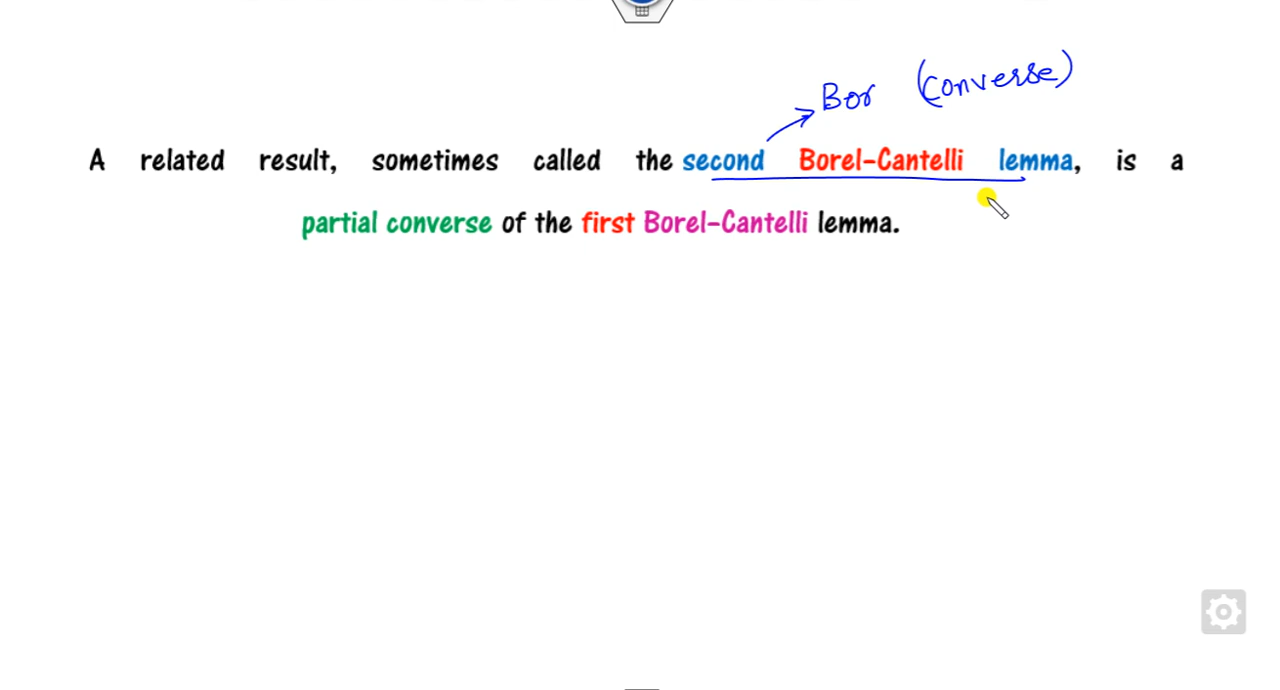 Bor (converse)
A related result, sometimes called the second Borel-Cantelli lemma, is a
partial converse of the first Borel-Cantelli lemma.